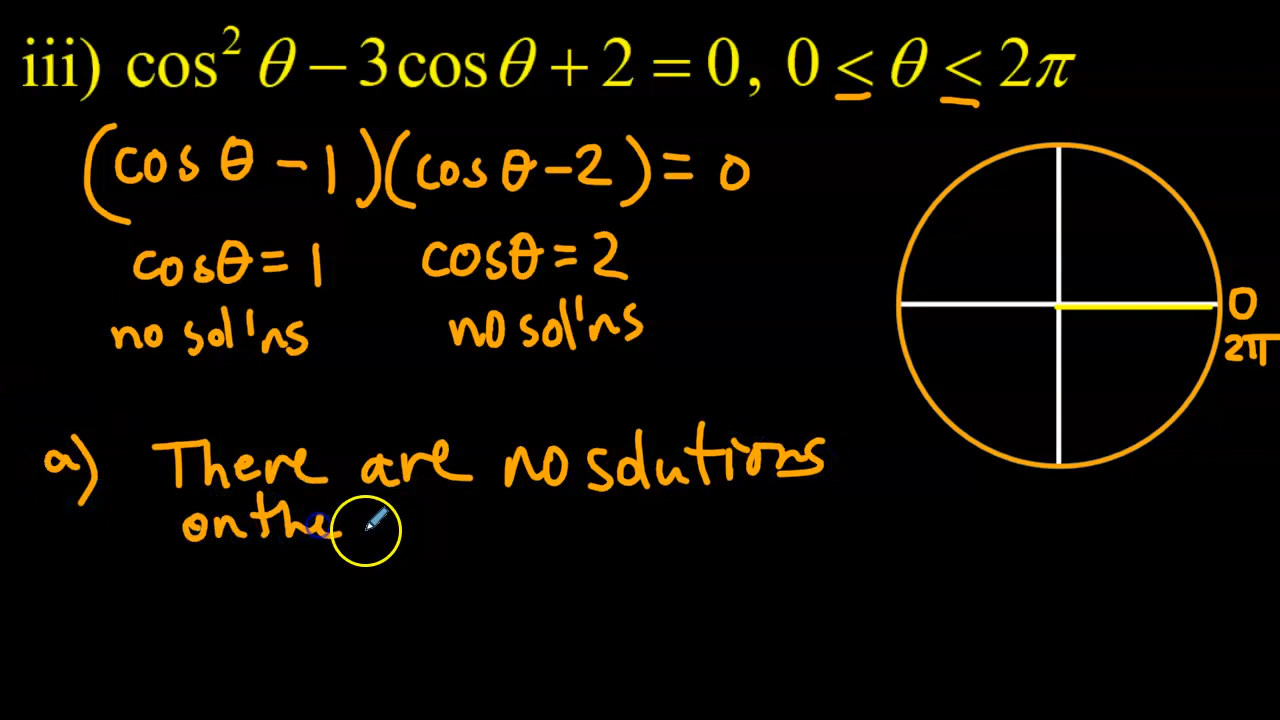 iii) cos² θ − 3cos θ + 2 = 0, 0 ≤ θ ≤ 2π
(cos θ − 1)(cos θ − 2) = 0
cosθ = 1 cosθ = 2
no sol'ns no sol'ns
0
2π
a) There are no solutions
on the